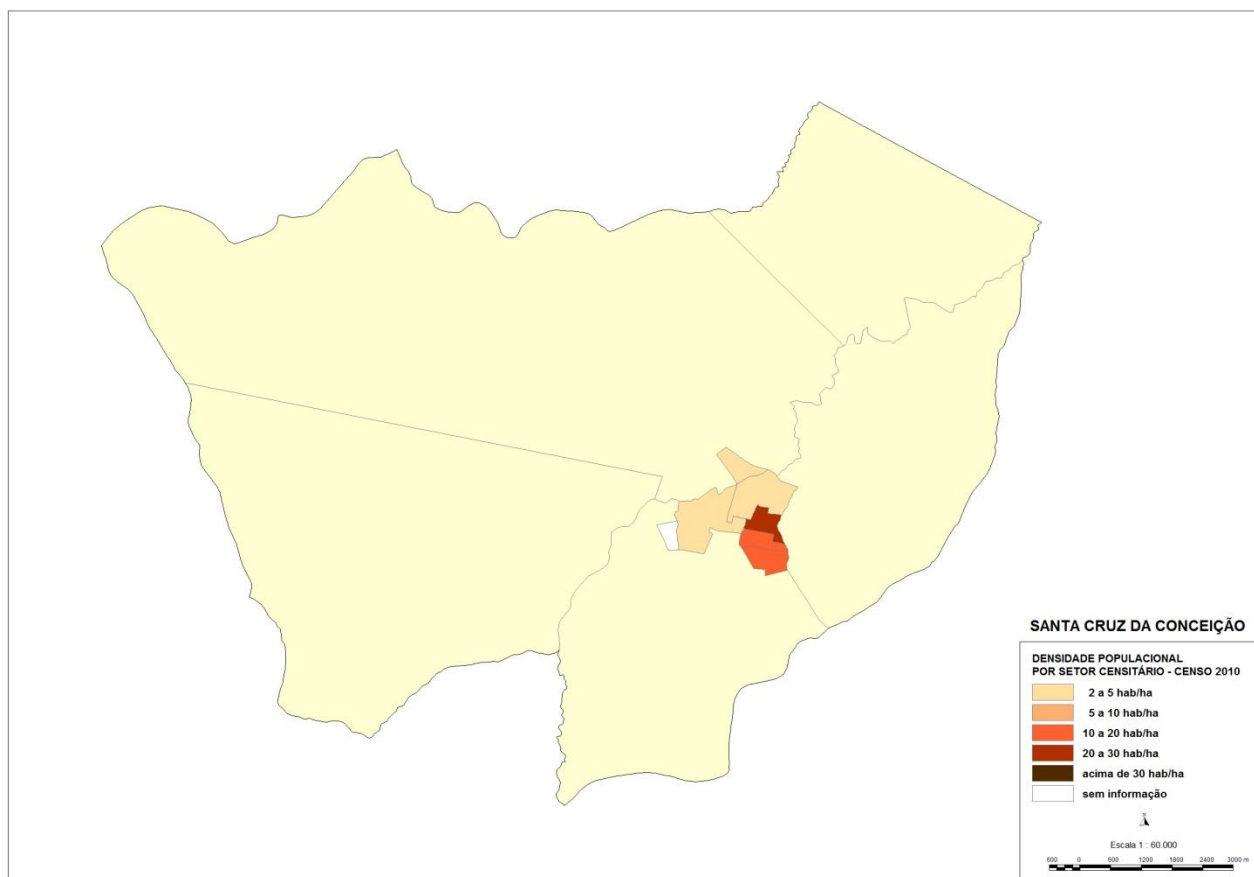 SANTA CRUZ DA CONCEIÇÃO
DENSIDADE POPULACIONAL
POR SETOR CENSITÁRIO - CENSO 2010
2 a 5 hab/ha
5 a 10 hab/ha
10 a 20 hab/ha
20 a 30 hab/ha
acima de 30 hab/ha
sem informação
Escala 1 : 60.000
600 0 600 1200 1800 2400 3000 m